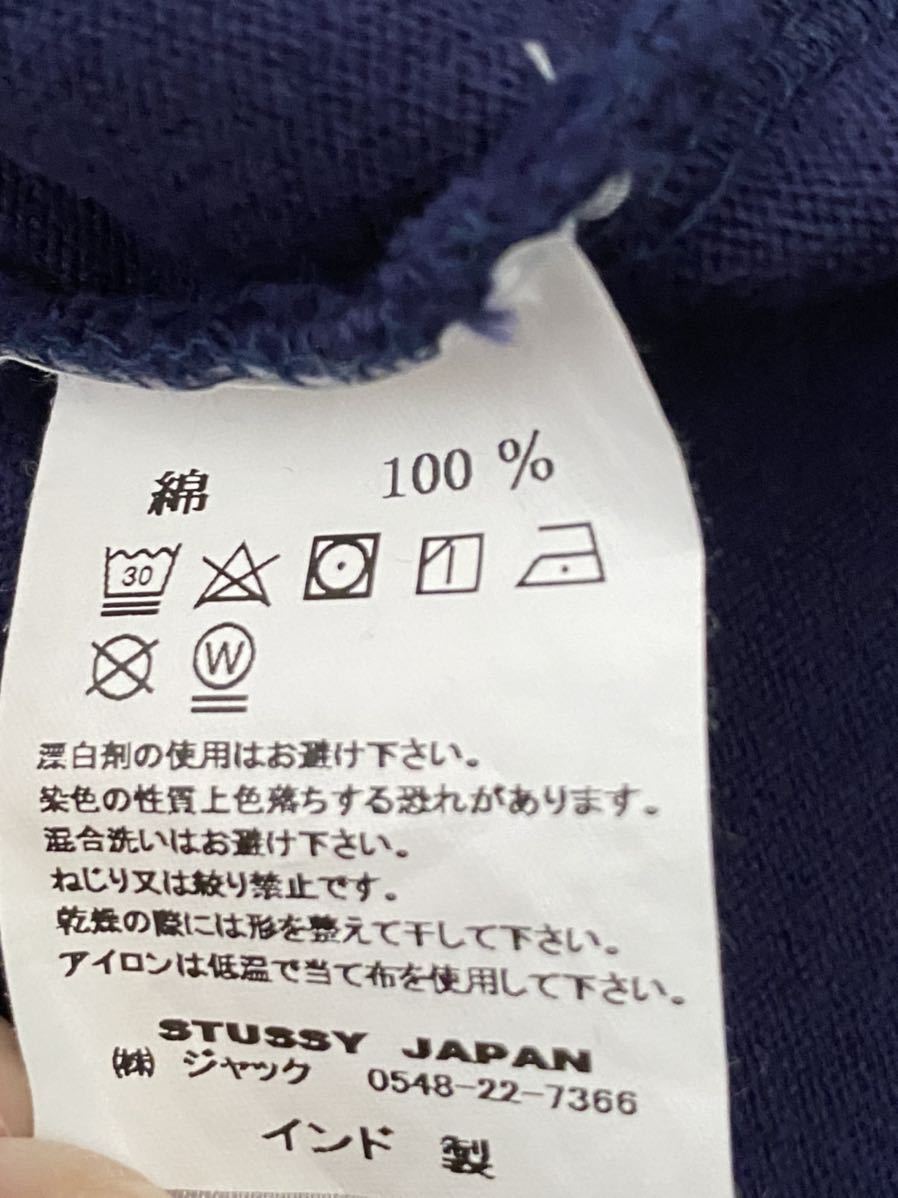 綿 100 %
30
W
漂白剤の使用はお避け下さい。
染色の性質上色落ちする恐れがあります。
混合洗いはお避け下さい。
ねじり又は絞り禁止です。
乾燥の際には形を整えて干して下さい。
アイロンは低温で当て布を使用して下さい。
STUSSY JAPAN
㈱ ジャック 0548-22-7366
インド 製